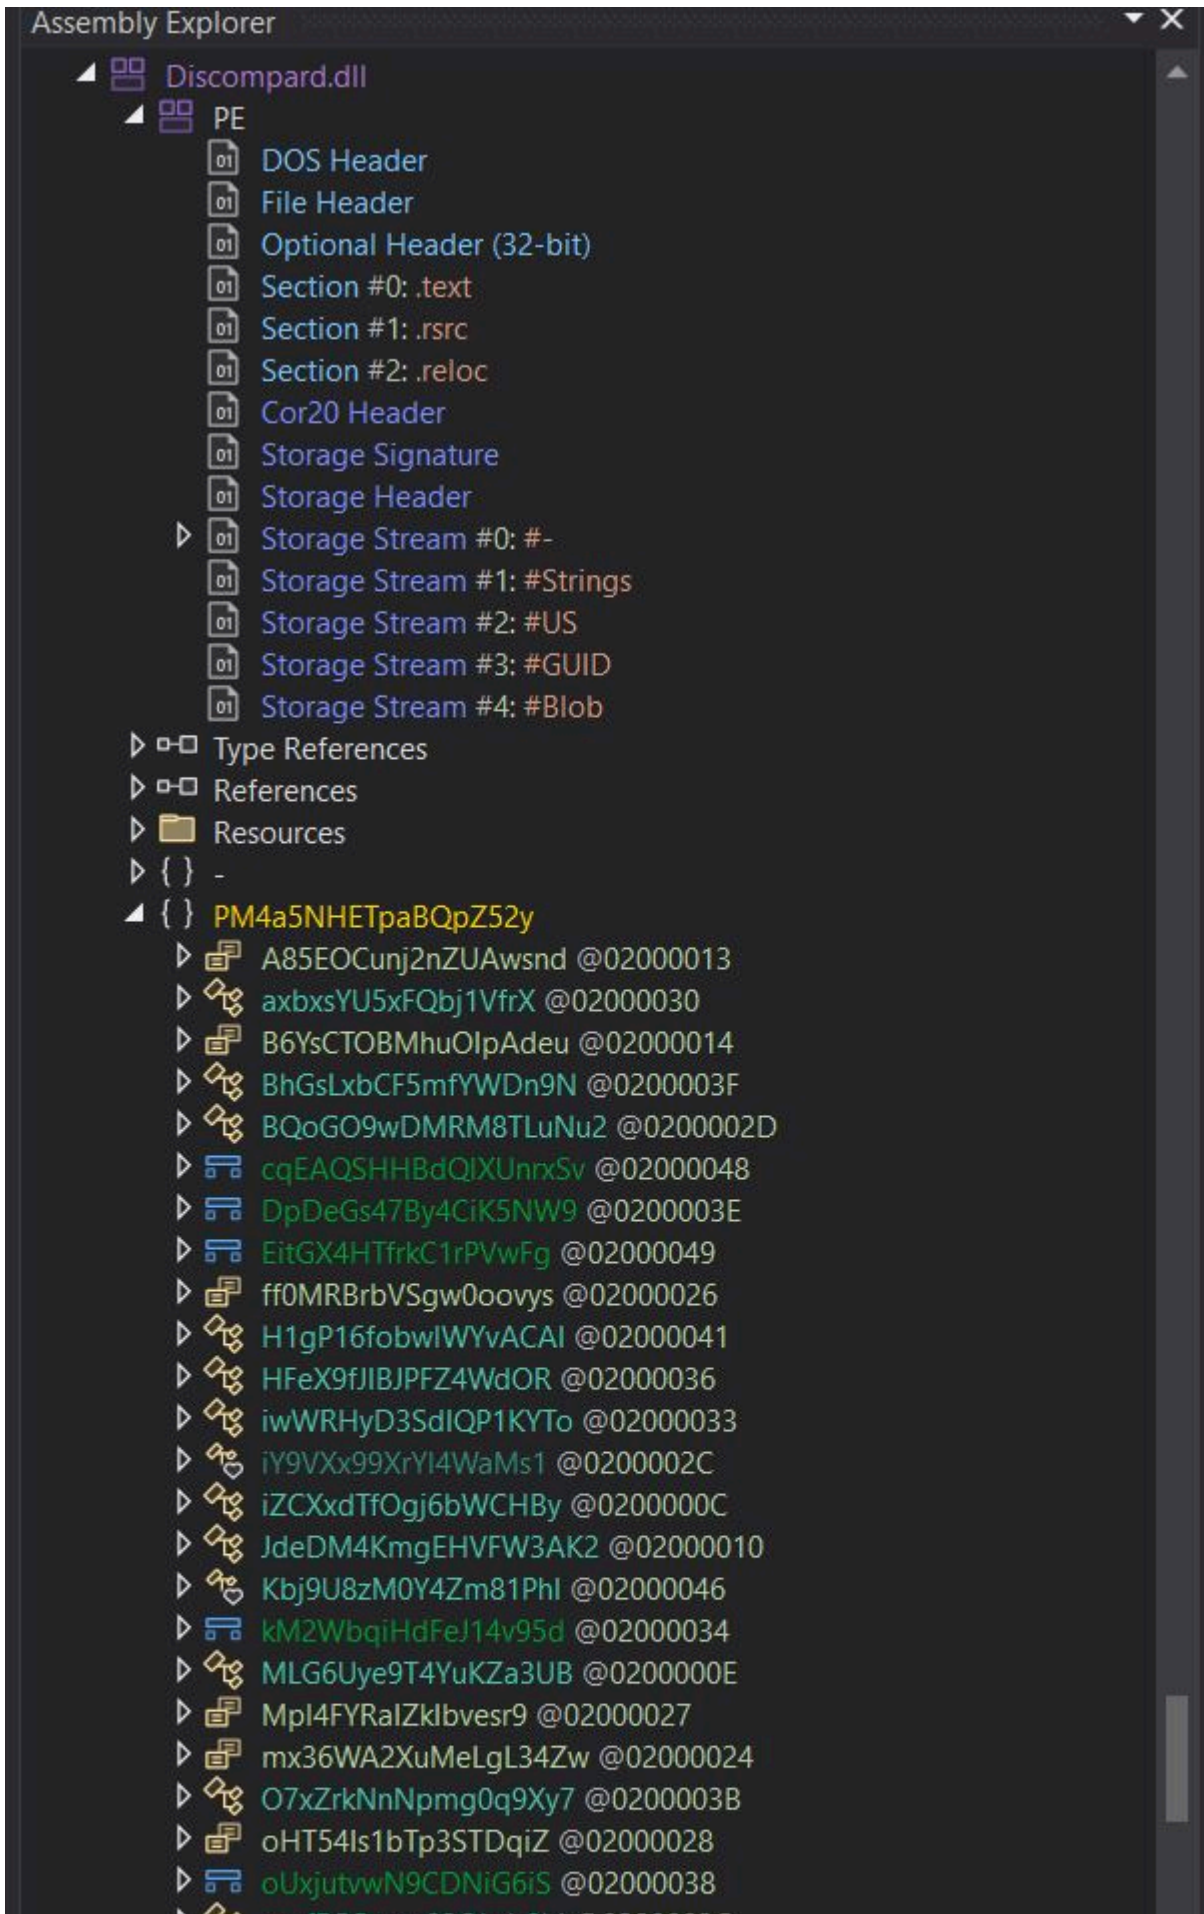 Assembly Explorer
Discompard.dll
PE
DOS Header
File Header
Optional Header (32-bit)
Section #0: .text
Section #1: .rsrc
Section #2: .reloc
Cor20 Header
Storage Signature
Storage Header
Storage Stream #0: #-
Storage Stream #1: #Strings
Storage Stream #2: #US
Storage Stream #3: #GUID
Storage Stream #4: #Blob
Type References
References
Resources
{ } -
{ } PM4a5NHETpaBQpZ52y
A85EOCunj2nZUAwsnd @02000013
axbxsYU5xFQbj1VfrX @02000030
B6YsCTOBMhuOIpAdeu @02000014
BhGsLxbCF5mfYWDn9N @0200003F
BQoGO9wDMRM8TLuNu2 @0200002D
cqEAQSHHBdQIXUnrxSv @02000048
DpDeGs47By4CiK5NW9 @0200003E
EitGX4HTfrkC1rPVwFg @02000049
ff0MRBrbVSgw0oovys @02000026
H1gP16fobwIWYvACAI @02000041
HFeX9fJIBJPFZ4WdOR @02000036
iwWRHyD3SdIQP1KYTo @02000033
iY9VXx99XrYI4WaMs1 @0200002C
iZCXxdTfOgj6bWCHBy @0200000C
JdeDM4KmgEHVFW3AK2 @02000010
Kbj9U8zM0Y4Zm81PhI @02000046
kM2WbqiHdFeJ14v95d @02000034
MLG6Uye9T4YuKZa3UB @0200000E
MpI4FYRaIZkIbvesr9 @02000027
mx36WA2XuMeLgL34Zw @02000024
O7xZrkNnNpmg0q9Xy7 @0200003B
oHT54Is1bTp3STDqiZ @02000028
oUxjutvwN9CDNiG6iS @02000038